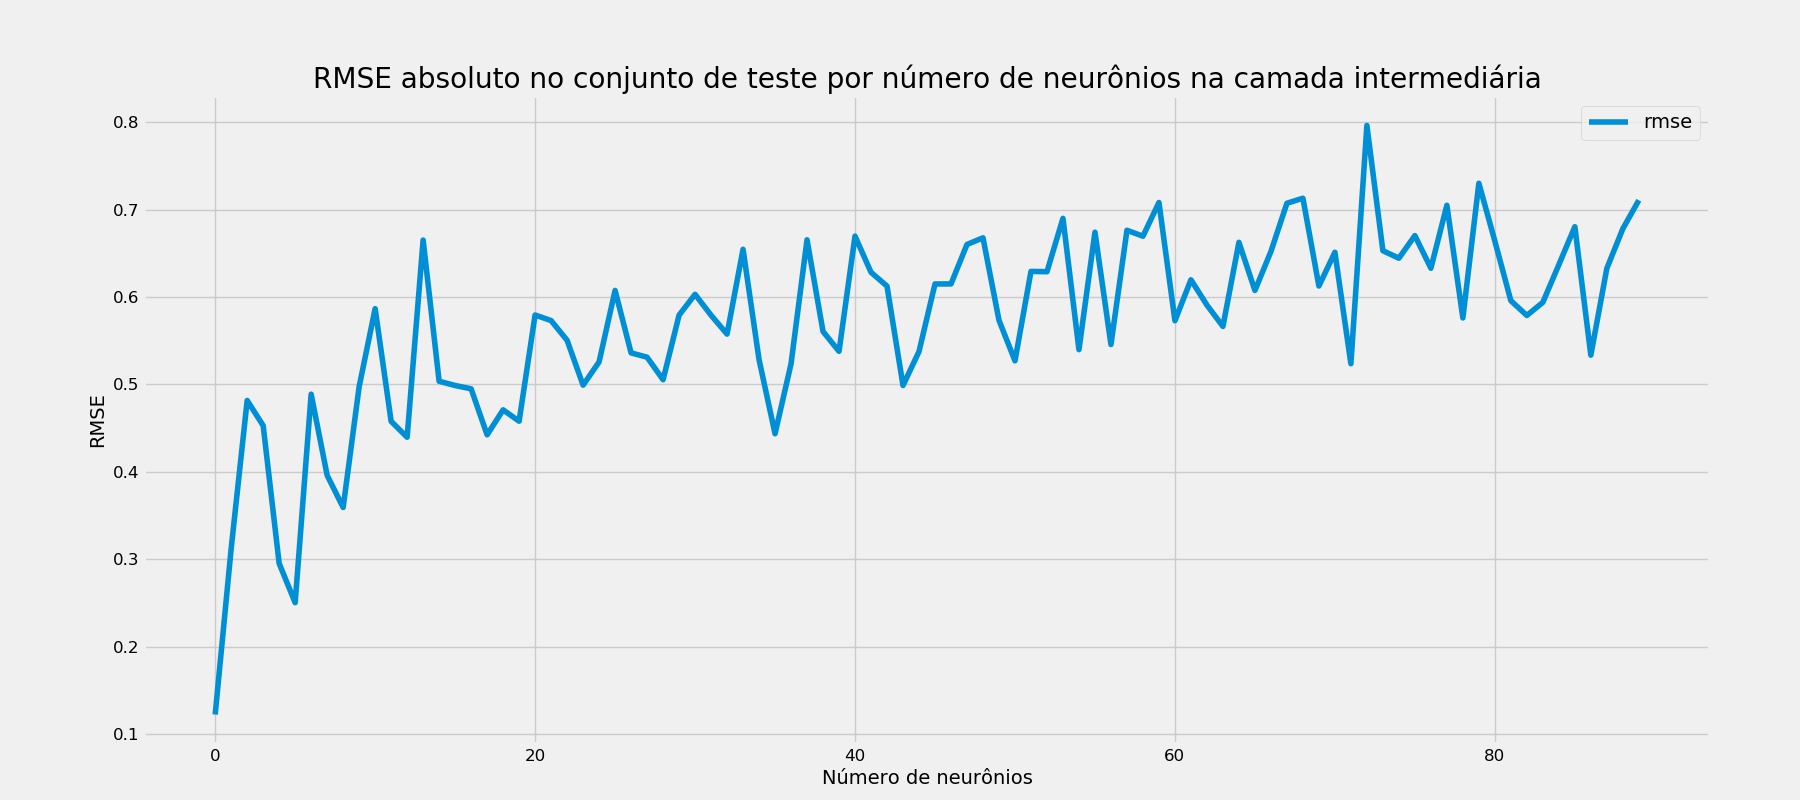 RMSE absoluto no conjunto de teste por número de neurônios na camada intermediária
rmse
0.8
0.7
0.6
0.5
0.4
0.3
0.2
0.1
RMSE
0 20 40 60 80
Número de neurônios